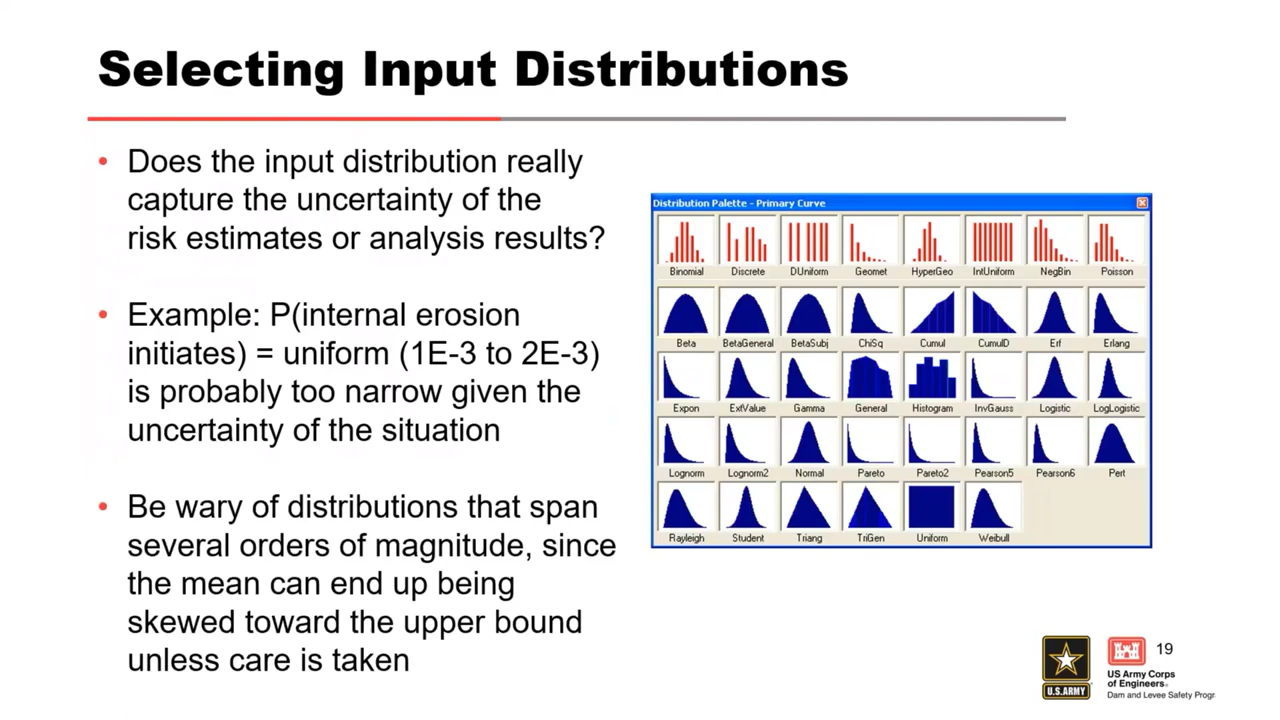 Selecting Input Distributions
• Does the input distribution really
capture the uncertainty of the
risk estimates or analysis results?
• Example: P(internal erosion
initiates) = uniform (1E-3 to 2E-3)
is probably too narrow given the
uncertainty of the situation
• Be wary of distributions that span
several orders of magnitude, since
the mean can end up being
skewed toward the upper bound
unless care is taken
Distribution Palette - Primary Curve
Binomial Discrete DUniform Geomet HyperGeo IntUniform NegBin Poisson
Beta BetaGeneral BetaSubj ChiSq Cumul CumulD Erf Erlang
Expon ExtValue Gamma General Histogram InvGauss Logistic LogLogistic
Lognorm Lognorm2 Normal Pareto Pareto2 Pearson5 Pearson6 Pert
Rayleigh Student Triang TriGen Uniform Weibull
U.S.ARMY
19
US Army Corps
of Engineers®
Dam and Levee Safety Progr